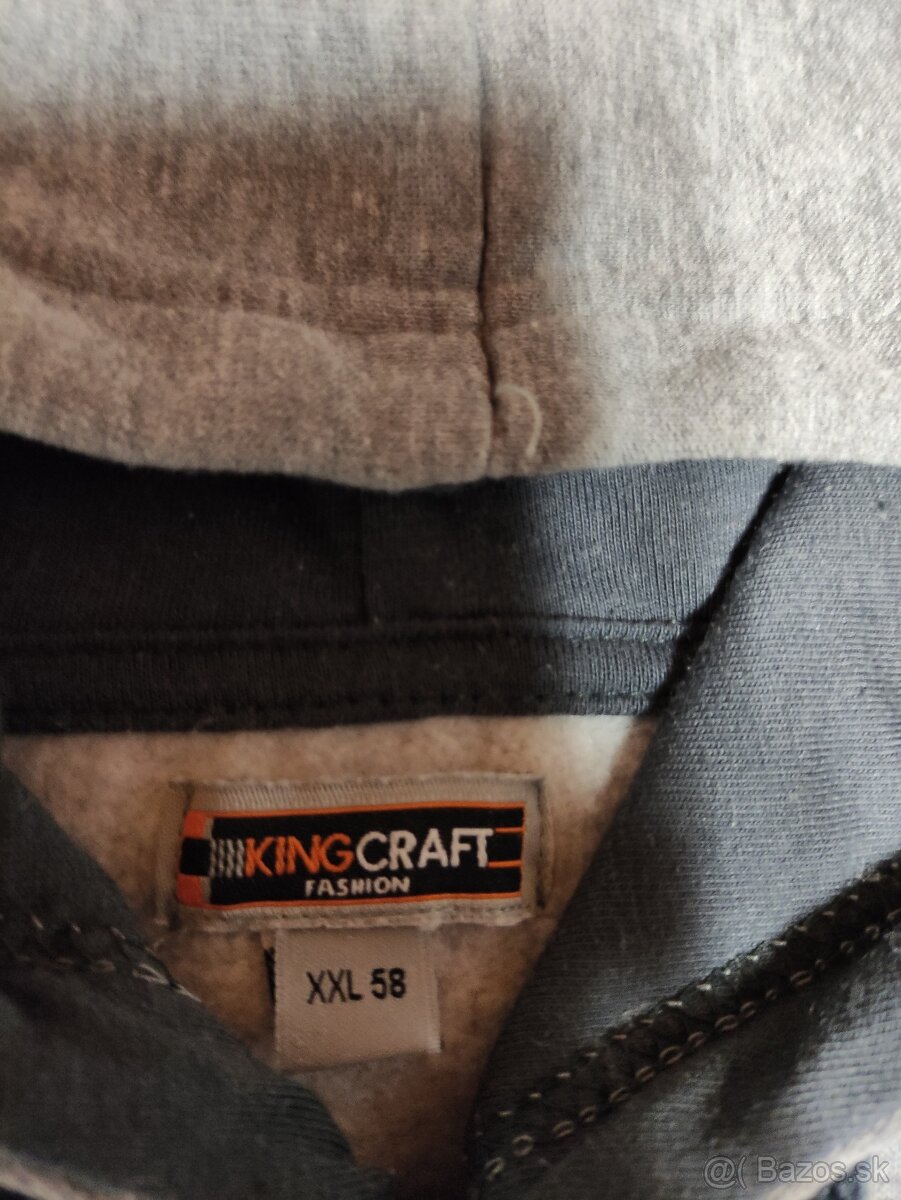 KINGCRAFT
FASHION
XXL 58
@( Bazos.sk